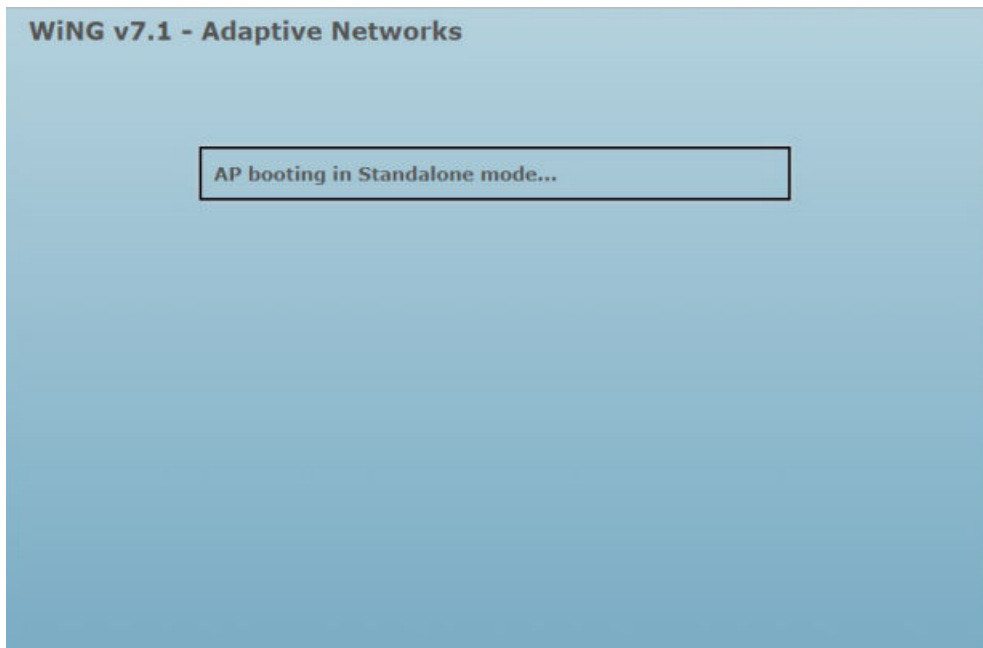 WiNG v7.1 - Adaptive Networks
AP booting in Standalone mode...